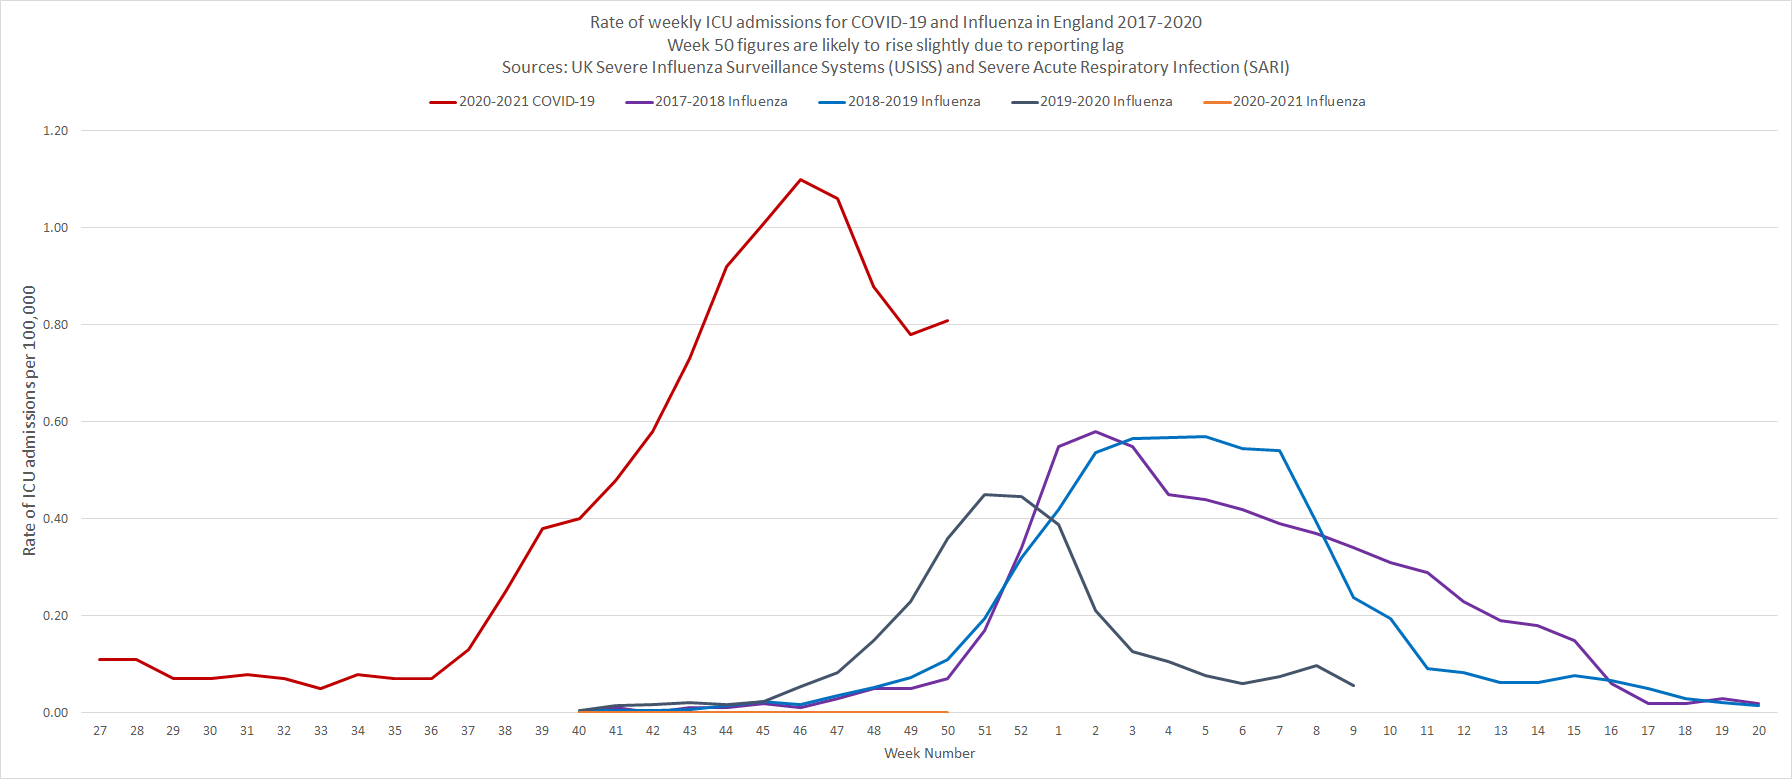 Rate of weekly ICU admissions for COVID-19 and Influenza in England 2017-2020
Week 50 figures are likely to rise slightly due to reporting lag
Sources: UK Severe Influenza Surveillance Systems (USISS) and Severe Acute Respiratory Infection (SARI)
2020-2021 COVID-19 2017-2018 Influenza 2018-2019 Influenza 2019-2020 Influenza 2020-2021 Influenza
Rate of ICU admissions per 100,000
1.20
1.00
0.80
0.60
0.40
0.20
0.00
27 28 29 30 31 32 33 34 35 36 37 38 39 40 41 42 43 44 45 46 47 48 49 50 51 52 1 2 3 4 5 6 7 8 9 10 11 12 13 14 15 16 17 18 19 20
Week Number